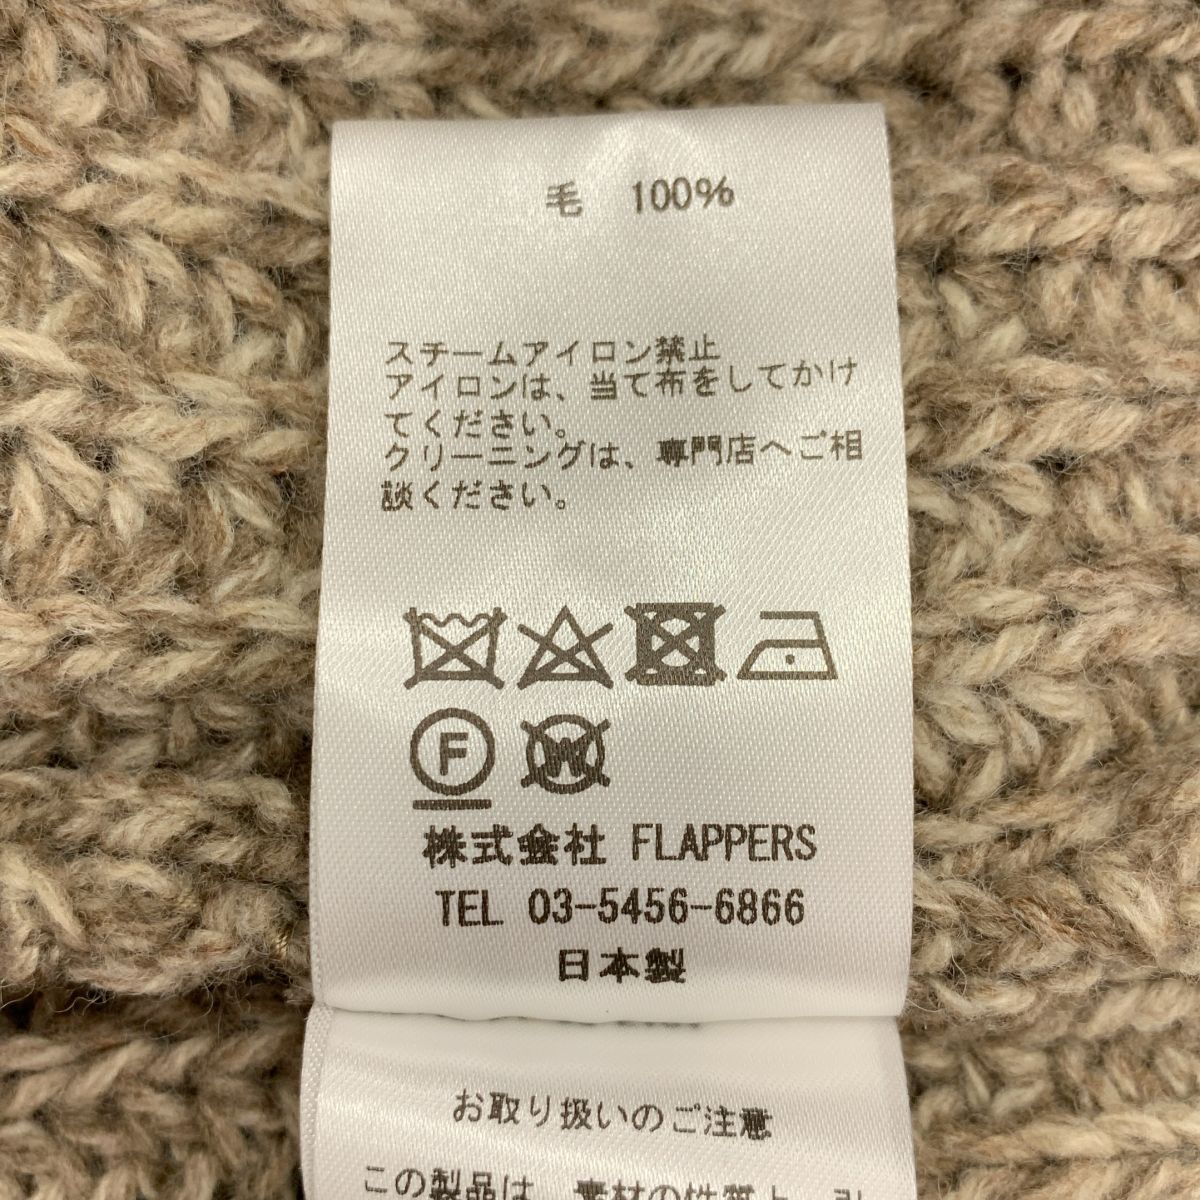 毛 100%
スチームアイロン禁止
アイロンは、当て布をしてかけ
てください。
クリーニングは、専門店へご相
談ください。
F
W
株式会社 FLAPPERS
TEL 03-5456-6866
日本製
お取り扱いのご注意
この製品は、素材の性質上、引